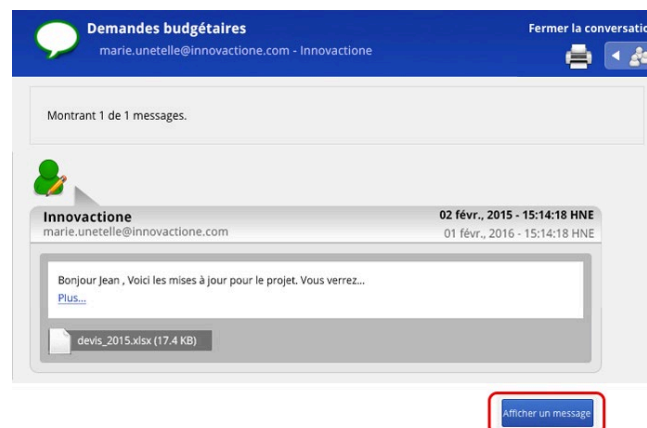 Demandes budgétaires
Fermer la conversatio
marie.unetelle@innovactione.com - Innovactione
Montrant 1 de 1 messages.
Innovactione
02 févr., 2015 - 15:14:18 HNE
marie.unetelle@innovactione.com
01 févr., 2016 - 15:14:18 HNE
Bonjour Jean , Voici les mises à jour pour le projet. Vous verrez...
Plus...
devis_2015.xlsx (17.4 KB)
Afficher un message